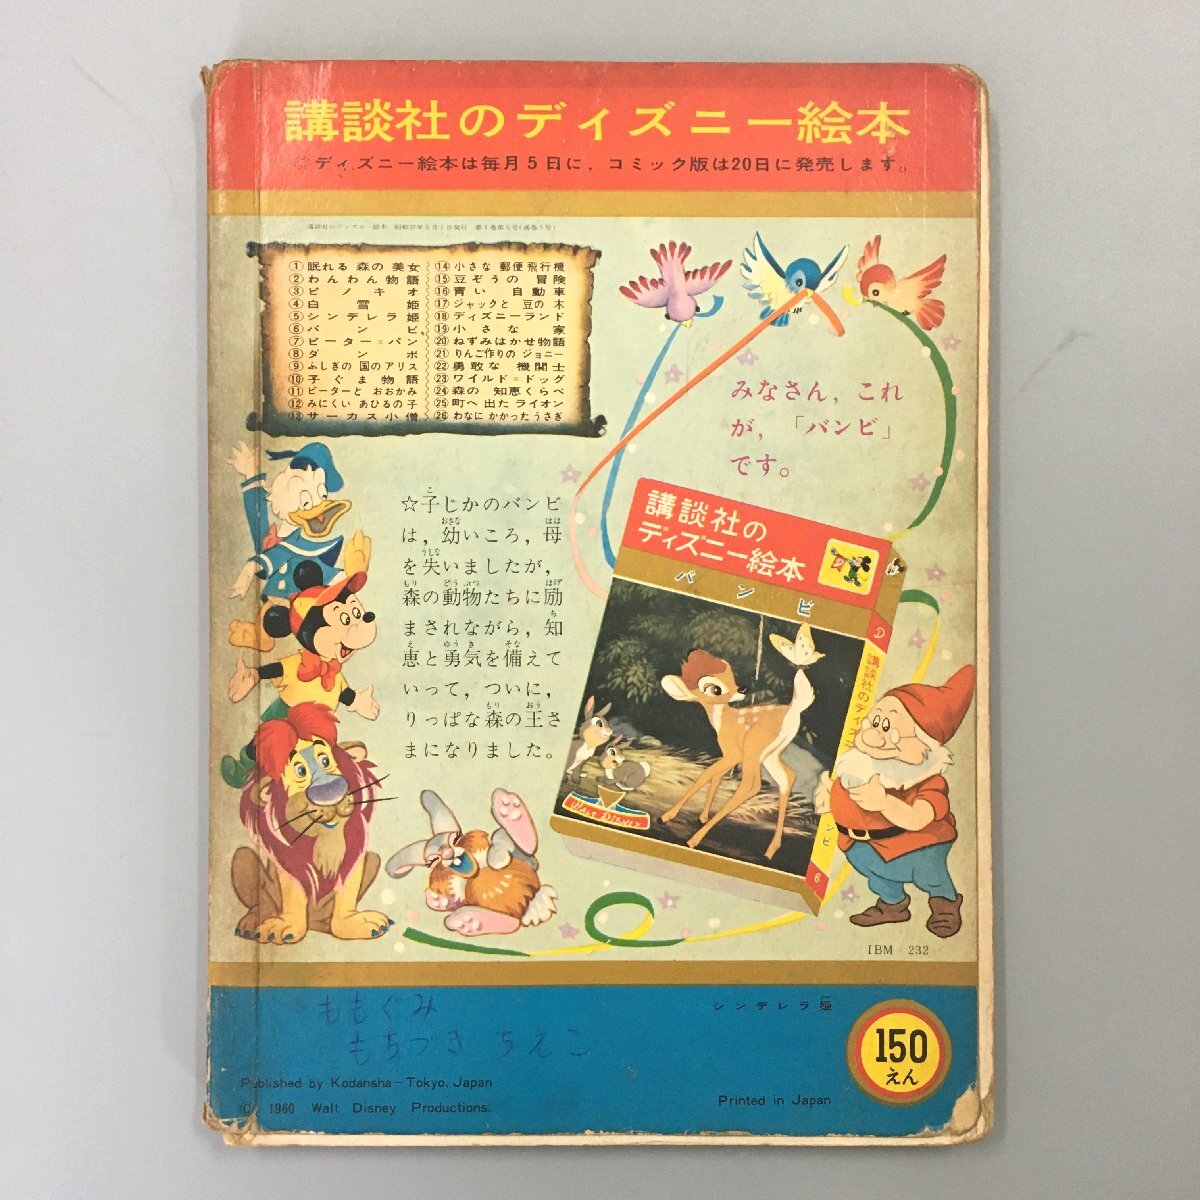 講談社のディズニー絵本
◎ディズニー絵本は毎月5日に，コミック版は20日に発売します。
①眠れる 森の 美女
②わんわん物語
③ピノキオ
④白雪姫
⑤シンデレラ姫
⑥バンビ
⑦ピーター＝パン
⑧ダンボ
⑨ふしぎの 国のアリス
⑩子ぐま物語
⑪ピーターと おおかみ
⑫みにくい あひるの子
⑬サーカス小僧
⑭小さな 郵便飛行機
⑮豆ぞうの 冒険
⑯青い 自動車
⑰ジャックと 豆の 木
⑱ディズニーランド
⑲小さな 家
⑳ねずみはかせ物語
㉑りんご作りの ジョニー
㉒勇敢な 機関士
㉓ワイルド＝ドッグ
㉔森の 知恵くらべ
㉕町へ 出た ライオン
㉖わなに かかったうさぎ
みなさん，これ
が，「バンビ」
です。
☆子じかのバンビ
は，幼いころ，母
を失いましたが，
森の動物たちに励
まされながら，知
恵と勇気を備えて
いって，ついに，
りっぱな森の王さ
まになりました。
講談社の
ディズニー絵本
バンビ
WALT DISNEY
6
IBM - 232
ももぐみ
もちづき ちえこ
シンデレラ姫
150
えん
Published by Kodansha—Tokyo, Japan
© 1960 Walt Disney Productions.
Printed in Japan